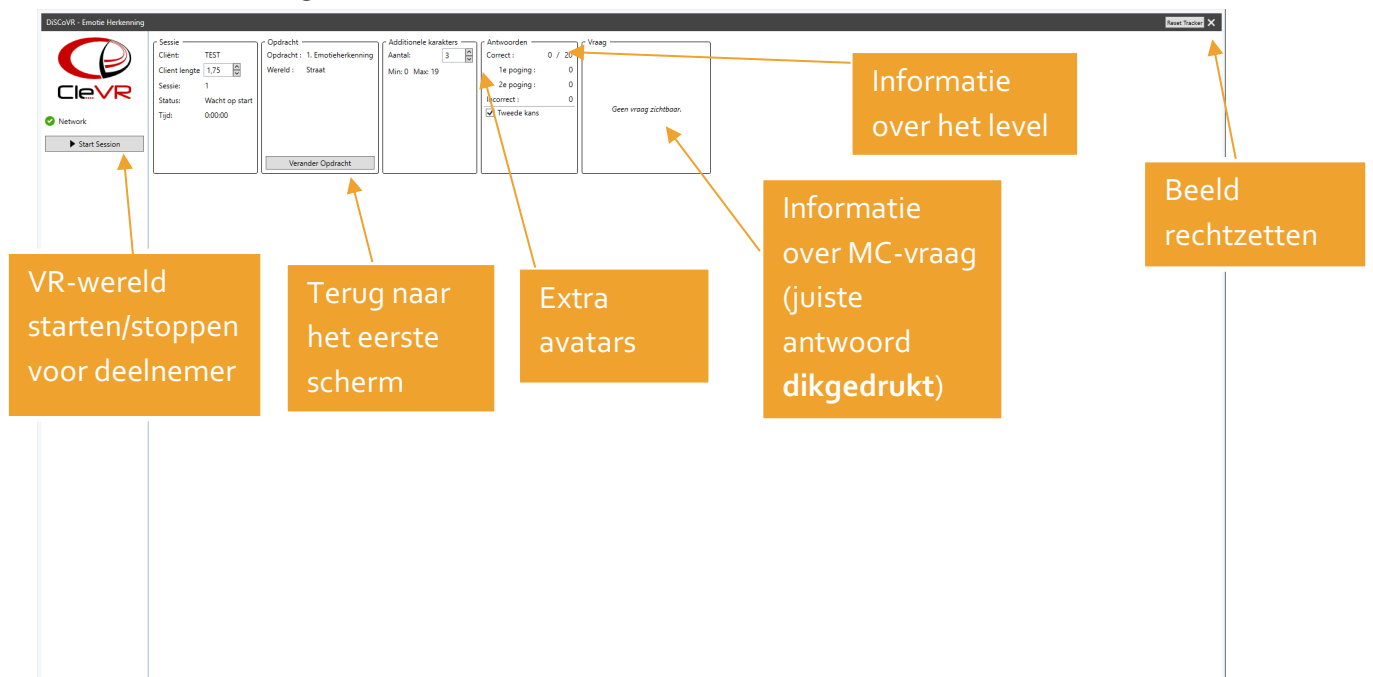 DiSCoVR - Emotie Herkenning
Reset Tracker
CleVR
Network
Start Session
Sessie
Cliënt: TEST
Client lengte 1,75
Sessie: 1
Status: Wacht op start
Tijd: 0:00:00
Opdracht
Opdracht : 1. Emotieherkenning
Wereld : Straat
Verander Opdracht
Additionele karakters
Aantal: 3
Min: 0 Max: 19
Antwoorden
Correct : 0 / 20
1e poging : 0
2e poging : 0
Incorrect : 0
Tweede kans
Vraag
Geen vraag zichtbaar.
Informatie
over het level
Beeld
rechtzetten
Informatie
over MC-vraag
(juiste
antwoord
dikgedrukt)
VR-wereld
starten/stoppen
voor deelnemer
Terug naar
het eerste
scherm
Extra
avatars